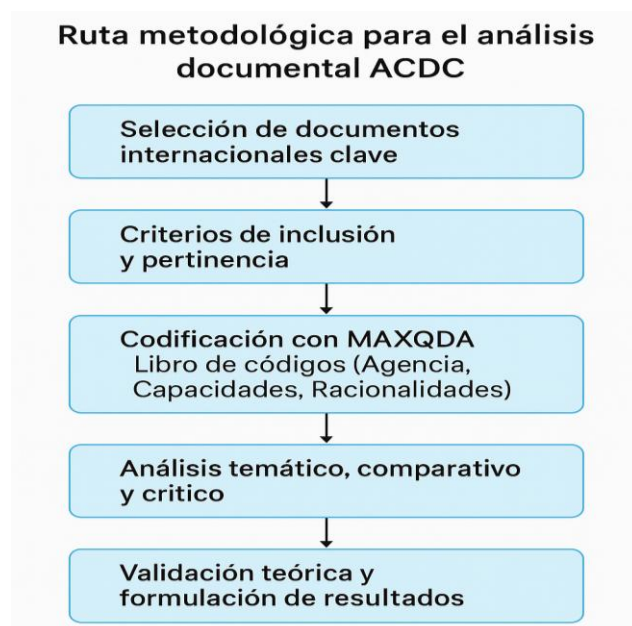 Ruta metodológica para el análisis
documental ACDC
Selección de documentos
internacionales clave
Criterios de inclusión
y pertinencia
Codificación con MAXQDA
Libro de códigos (Agencia,
Capacidades, Racionalidades)
Análisis temático, comparativo
y critico
Validación teórica y
formulación de resultados